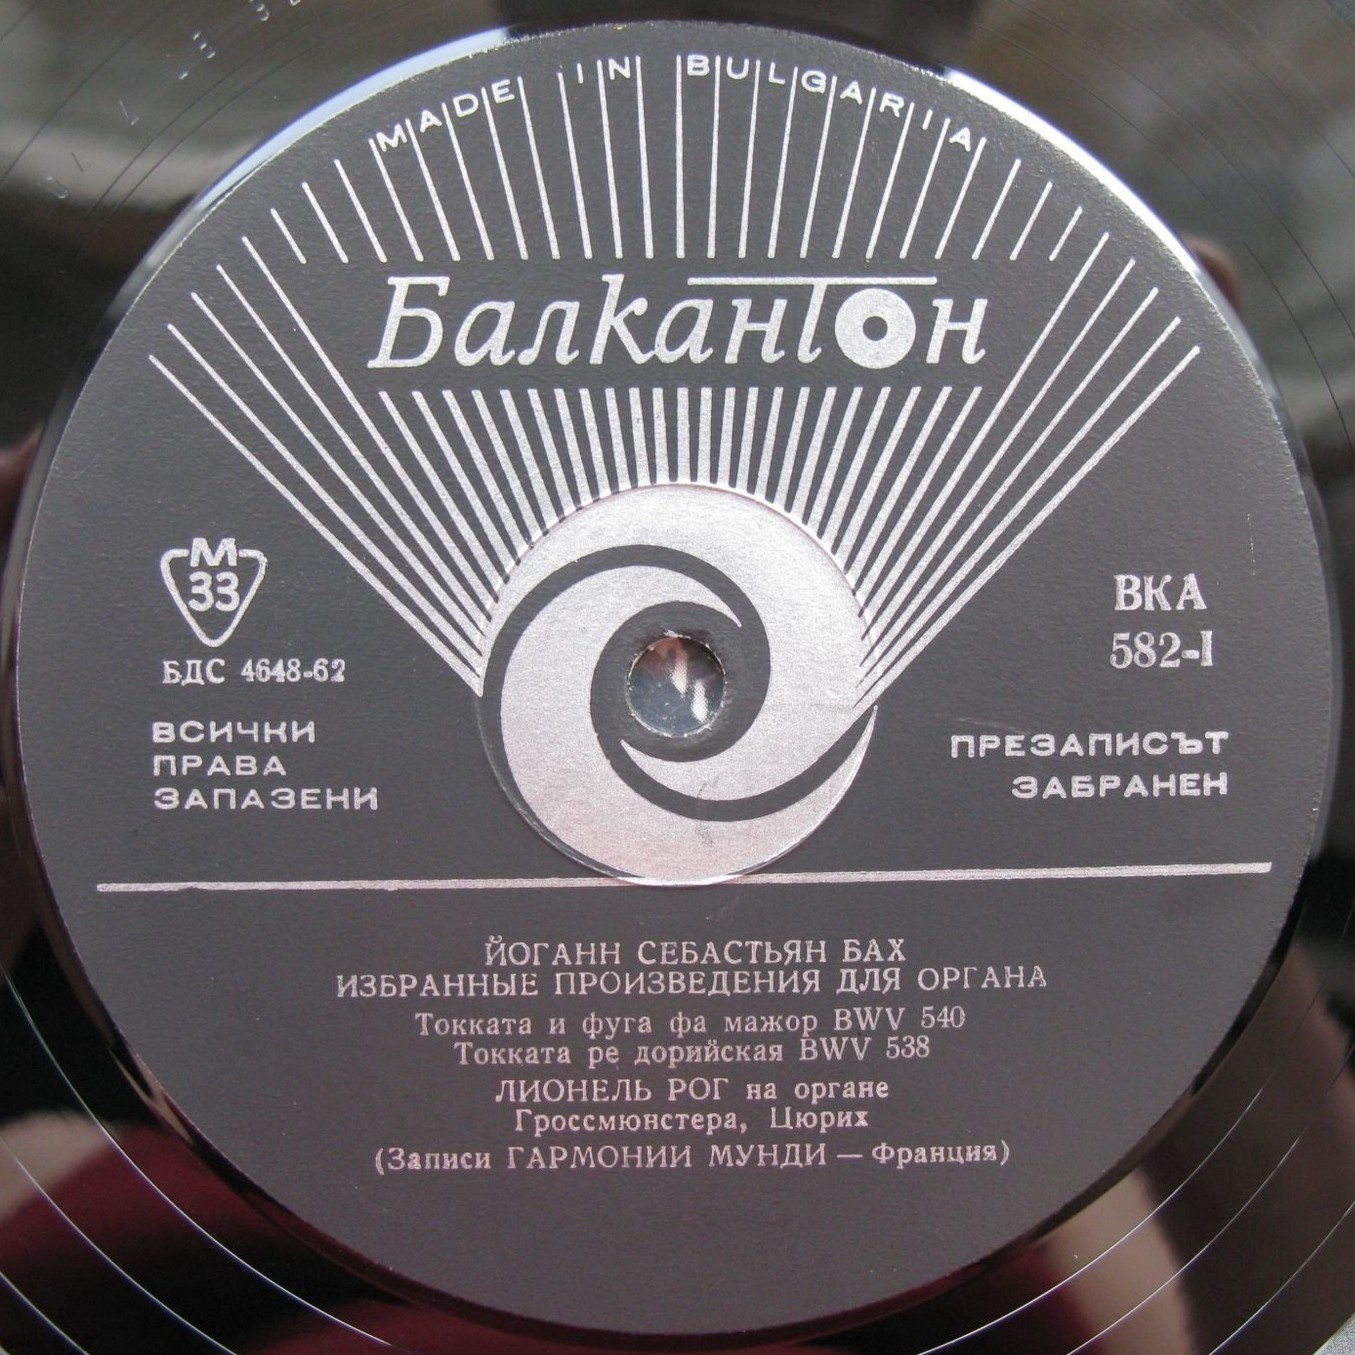 MADE IN BULGARIA
Балкантон
М
33
БДС 4648-62
ВСИЧКИ
ПРАВА
ЗАПАЗЕНИ
ВКА
582-I
ПРЕЗАПИСЪТ
ЗАБРАНЕН
ЙОГАНН СЕБАСТЬЯН БАХ
ИЗБРАННЫЕ ПРОИЗВЕДЕНИЯ ДЛЯ ОРГАНА
Токката и фуга фа мажор BWV 540
Токката ре дорийская BWV 538
ЛИОНЕЛЬ РОГ на органе
Гроссмюнстера, Цюрих
(Записи ГАРМОНИИ МУНДИ — Франция)